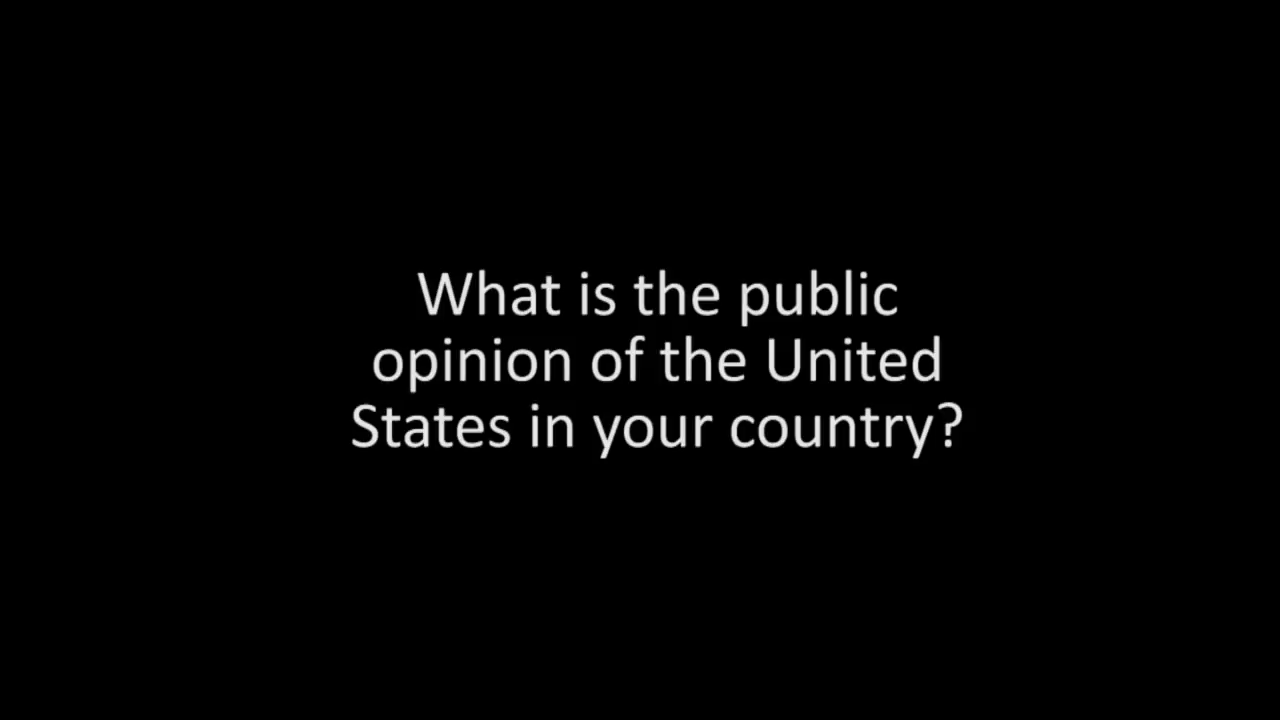 What is the public
opinion of the United
States in your country?